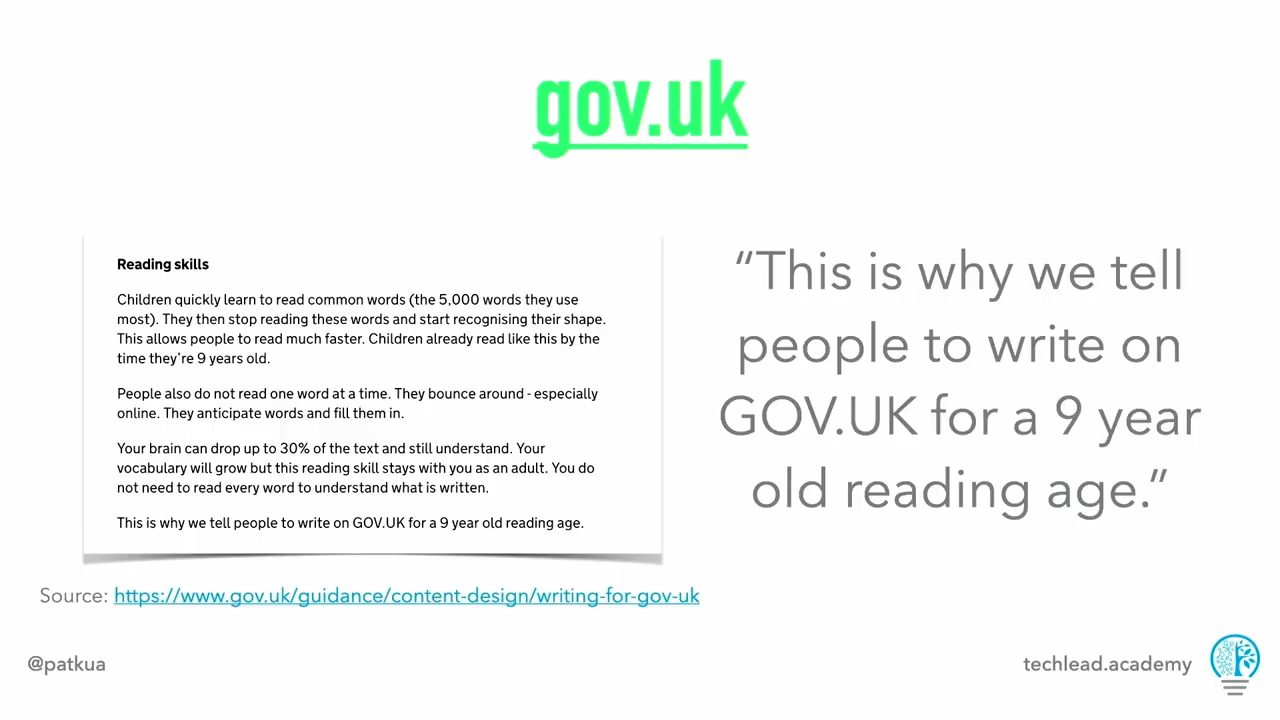 gov.uk
Reading skills
Children quickly learn to read common words (the 5,000 words they use
most). They then stop reading these words and start recognising their shape.
This allows people to read much faster. Children already read like this by the
time they're 9 years old.
People also do not read one word at a time. They bounce around - especially
online. They anticipate words and fill them in.
Your brain can drop up to 30% of the text and still understand. Your
vocabulary will grow but this reading skill stays with you as an adult. You do
not need to read every word to understand what is written.
This is why we tell people to write on GOV.UK for a 9 year old reading age.
“This is why we tell
people to write on
GOV.UK for a 9 year
old reading age.”
Source: https://www.gov.uk/guidance/content-design/writing-for-gov-uk
@patkua
techlead.academy